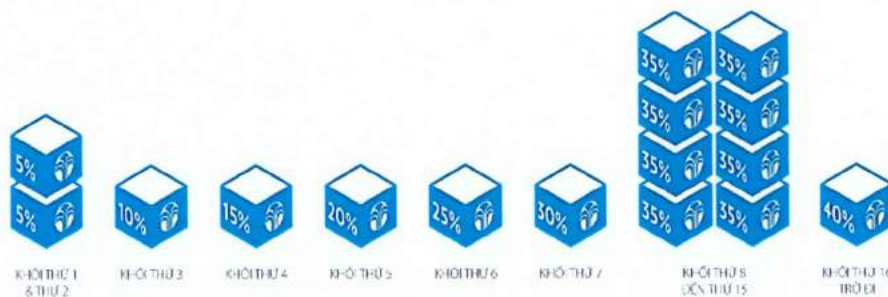 35% 35%
35% 35%
5% 35% 35%
5% 10% 15% 20% 25% 30% 35% 35% 40%
KHỐI THỨ 1 KHỐI THỨ 3 KHỐI THỨ 4 KHỐI THỨ 5 KHỐI THỨ 6 KHỐI THỨ 7 KHỐI THỨ 8 KHỐI THỨ 16
& THỨ 2 ĐẾN THỨ 15 TRỞ ĐI